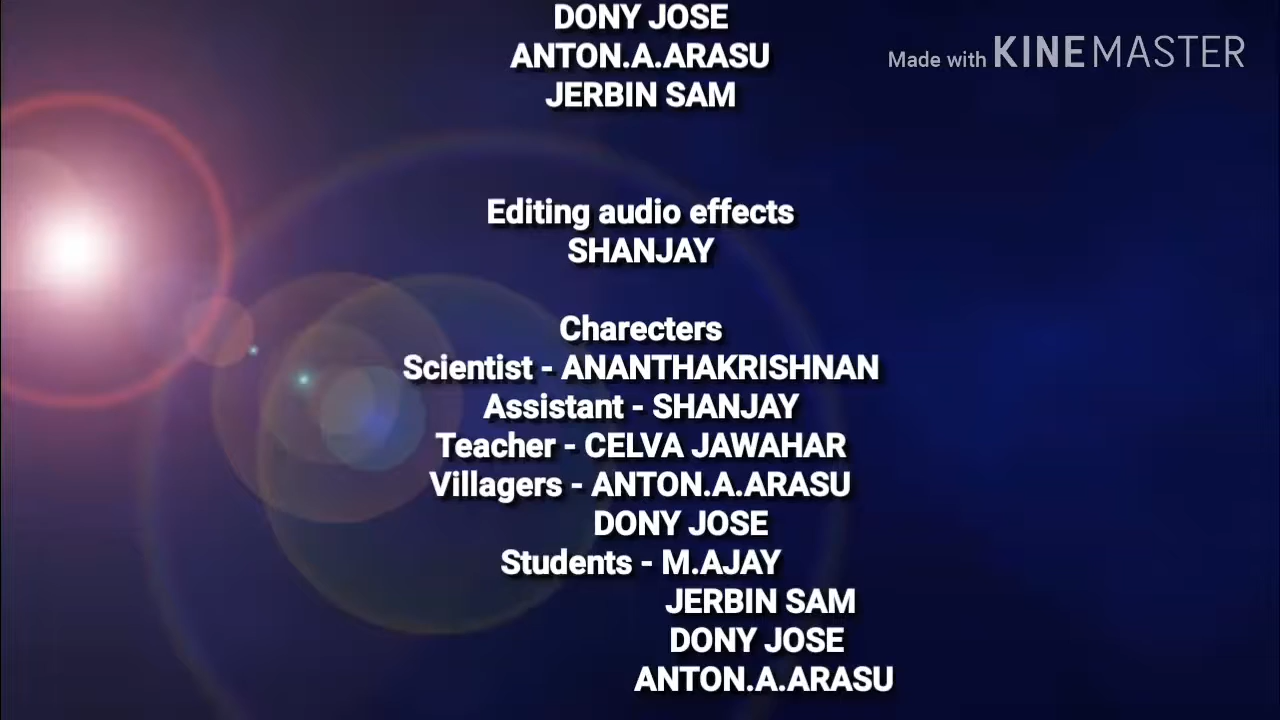 DONY JOSE
ANTON.A.ARASU
JERBIN SAM
Made with KINEMASTER
Editing audio effects
SHANJAY
Charecters
Scientist - ANANTHAKRISHNAN
Assistant - SHANJAY
Teacher - CELVA JAWAHAR
Villagers - ANTON.A.ARASU
DONY JOSE
Students - M.AJAY
JERBIN SAM
DONY JOSE
ANTON.A.ARASU